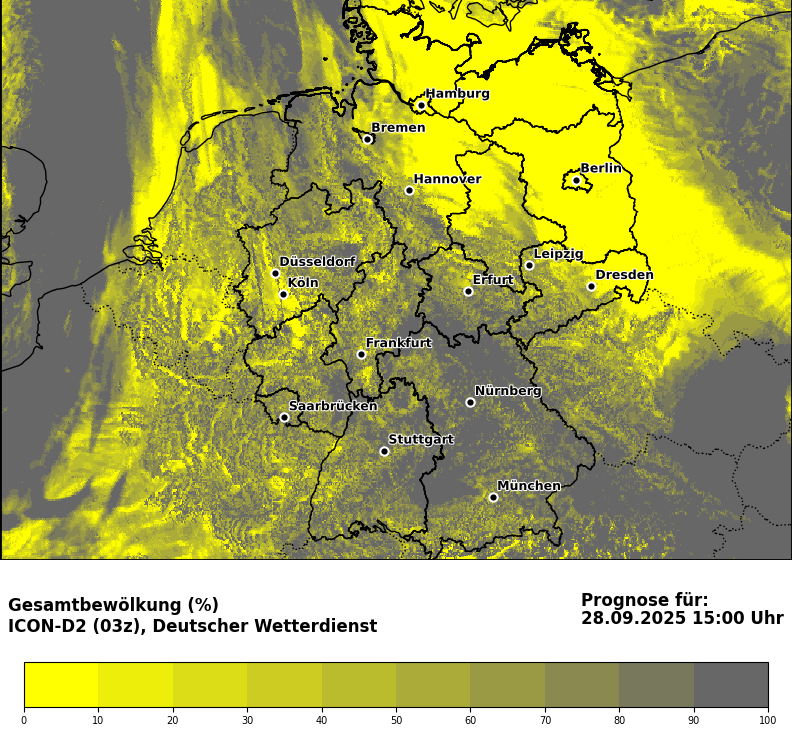 Hamburg
Bremen
Berlin
Hannover
Leipzig
Düsseldorf
Dresden
Köln
Erfurt
Frankfurt
Nürnberg
Saarbrücken
Stuttgart
München
Gesamtbewölkung (%)
ICON-D2 (03z), Deutscher Wetterdienst
Prognose für:
28.09.2025 15:00 Uhr
0 10 20 30 40 50 60 70 80 90 100